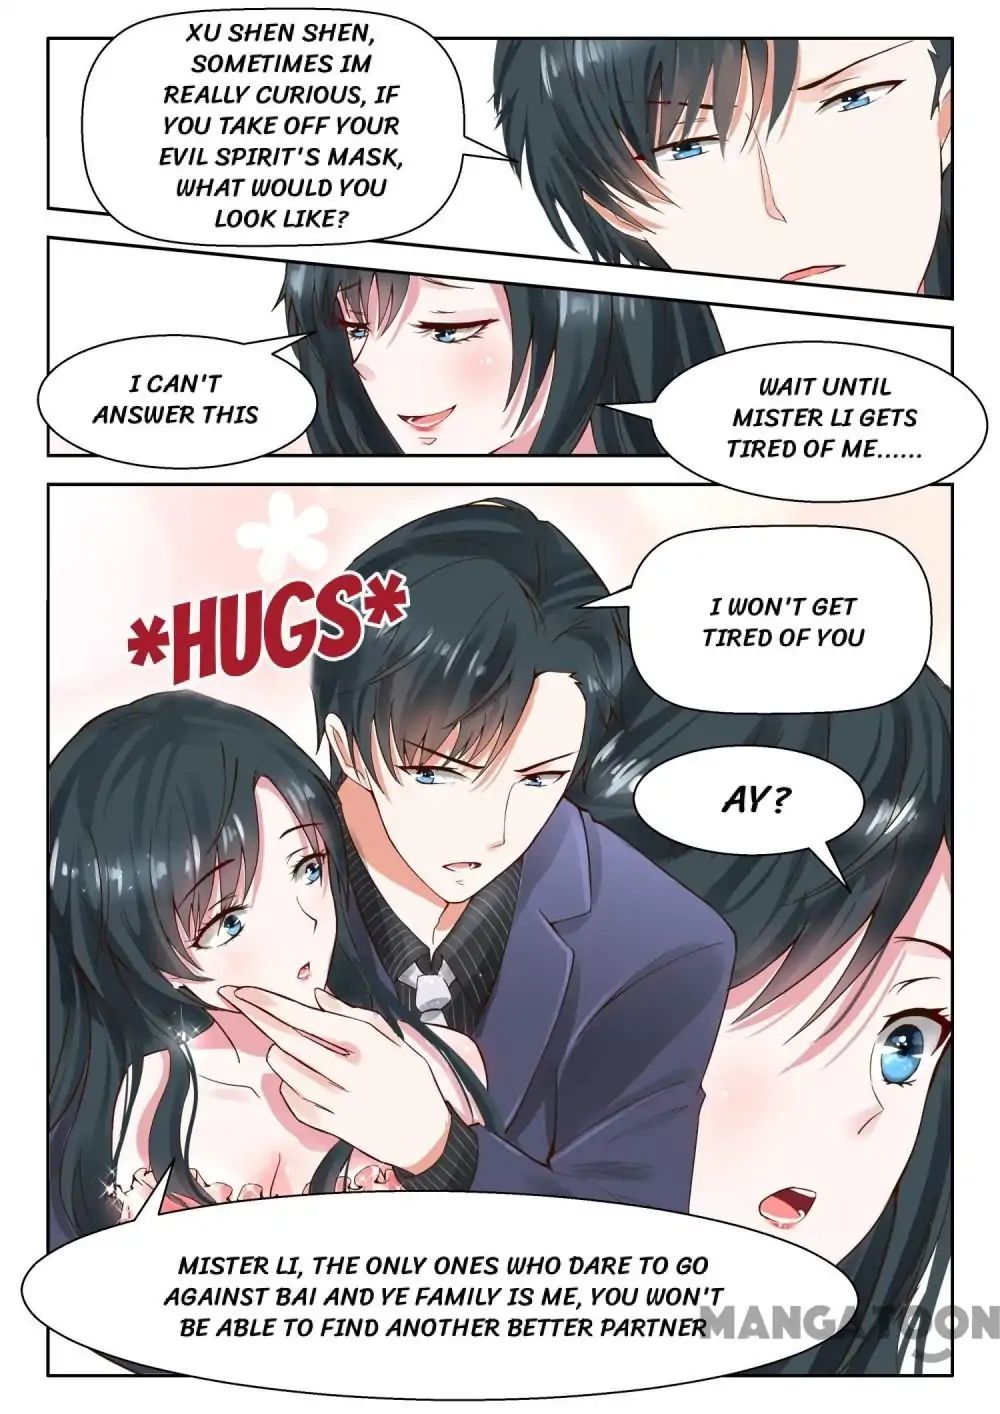 XU SHEN SHEN,
SOMETIMES IM
REALLY CURIOUS, IF
YOU TAKE OFF YOUR
EVIL SPIRIT'S MASK,
WHAT WOULD YOU
LOOK LIKE?
I CAN'T
ANSWER THIS
WAIT UNTIL
MISTER LI GETS
TIRED OF ME......
*HUGS*
I WON'T GET
TIRED OF YOU
AY?
MISTER LI, THE ONLY ONES WHO DARE TO GO
AGAINST BAI AND YE FAMILY IS ME, YOU WON'T
BE ABLE TO FIND ANOTHER BETTER PARTNER
MANGATOON